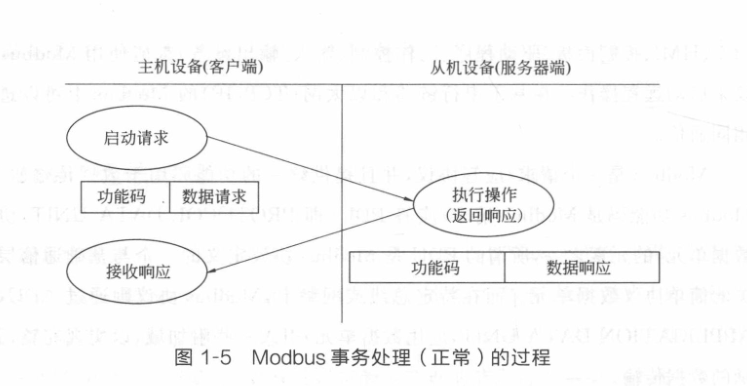 主机设备(客户端)
从机设备(服务器端)
启动请求
功能码 数据请求
执行操作
(返回响应)
接收响应
功能码 数据响应
图 1-5 Modbus 事务处理（正常）的过程